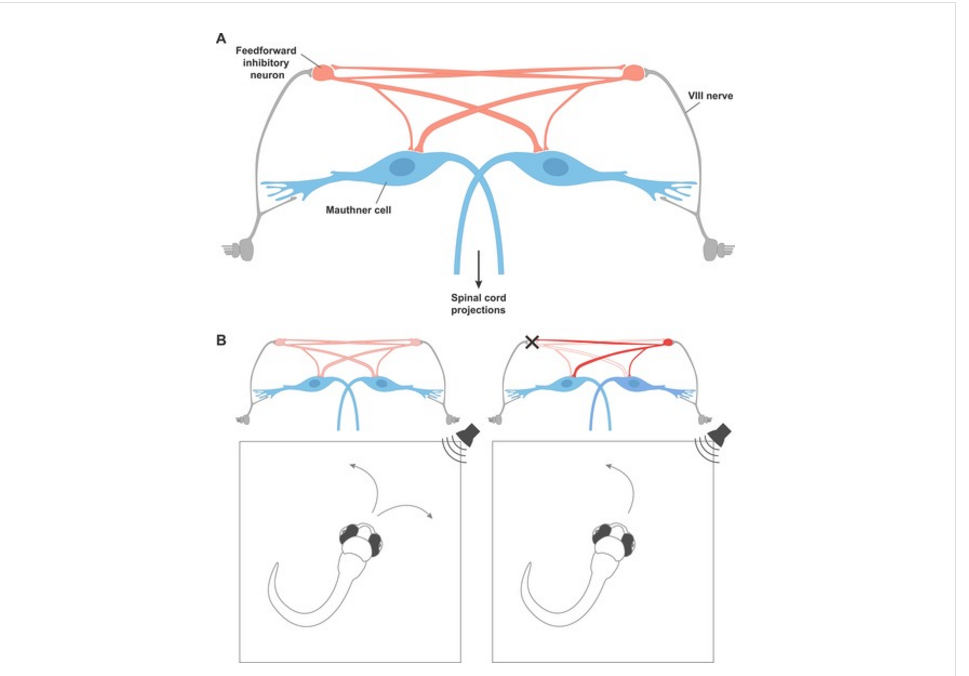 A
Feedforward
inhibitory
neuron
VIII nerve
Mauthner cell
Spinal cord
projections
B